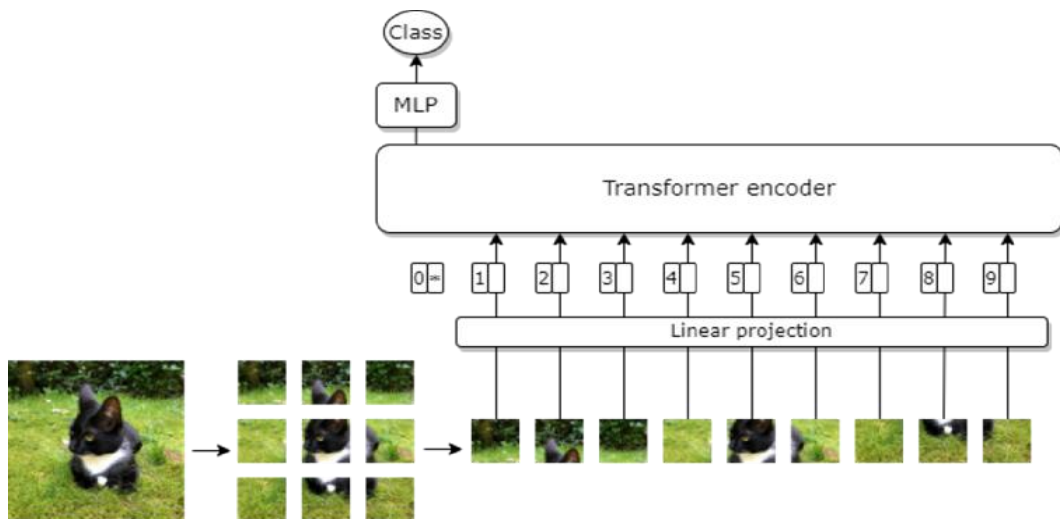 Class
MLP
Transformer encoder
0* 1 2 3 4 5 6 7 8 9
Linear projection